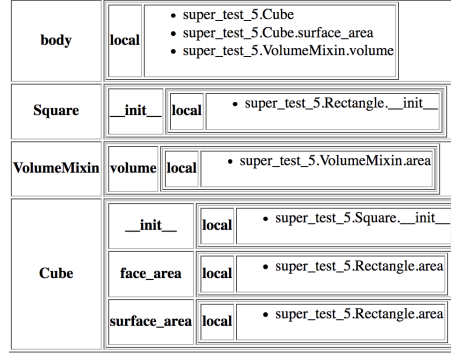 body local
• super_test_5.Cube
• super_test_5.Cube.surface_area
• super_test_5.VolumeMixin.volume
Square __init__ local • super_test_5.Rectangle.__init__
VolumeMixin volume local • super_test_5.VolumeMixin.area
Cube
__init__ local • super_test_5.Square.__init__
face_area local • super_test_5.Rectangle.area
surface_area local • super_test_5.Rectangle.area